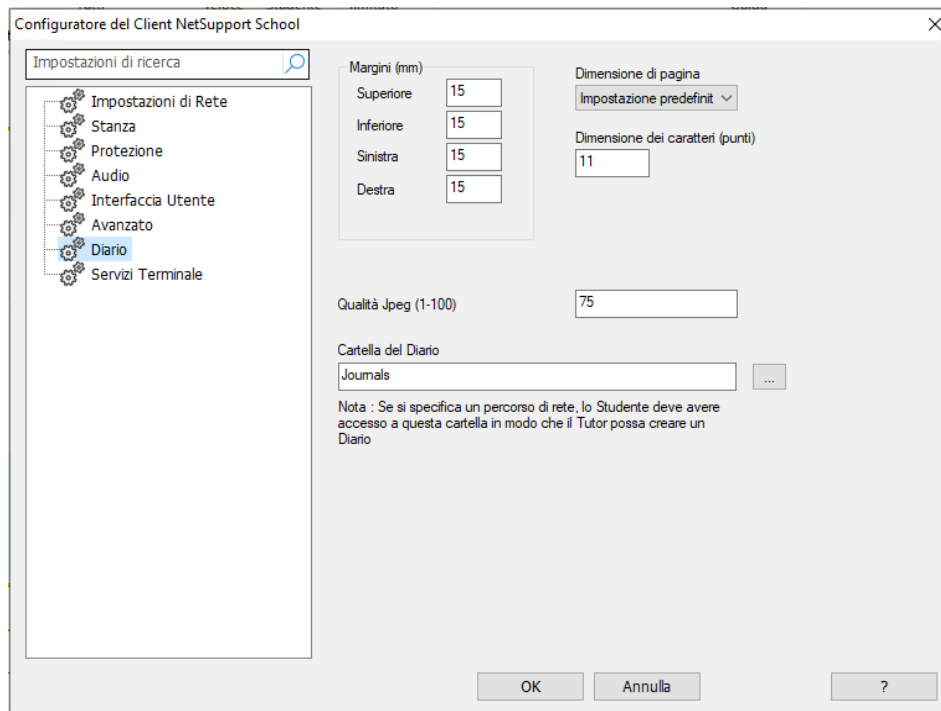 Configuratore del Client NetSupport School
Impostazioni di ricerca
Impostazioni di Rete
Stanza
Protezione
Audio
Interfaccia Utente
Avanzato
Diario
Servizi Terminale
Margini (mm)
Superiore 15
Inferiore 15
Sinistra 15
Destra 15
Dimensione di pagina
Impostazione predefinit
Dimensione dei caratteri (punti)
11
Qualità Jpeg (1-100) 75
Cartella del Diario
Journals ...
Nota : Se si specifica un percorso di rete, lo Studente deve avere
accesso a questa cartella in modo che il Tutor possa creare un
Diario
OK Annulla ?